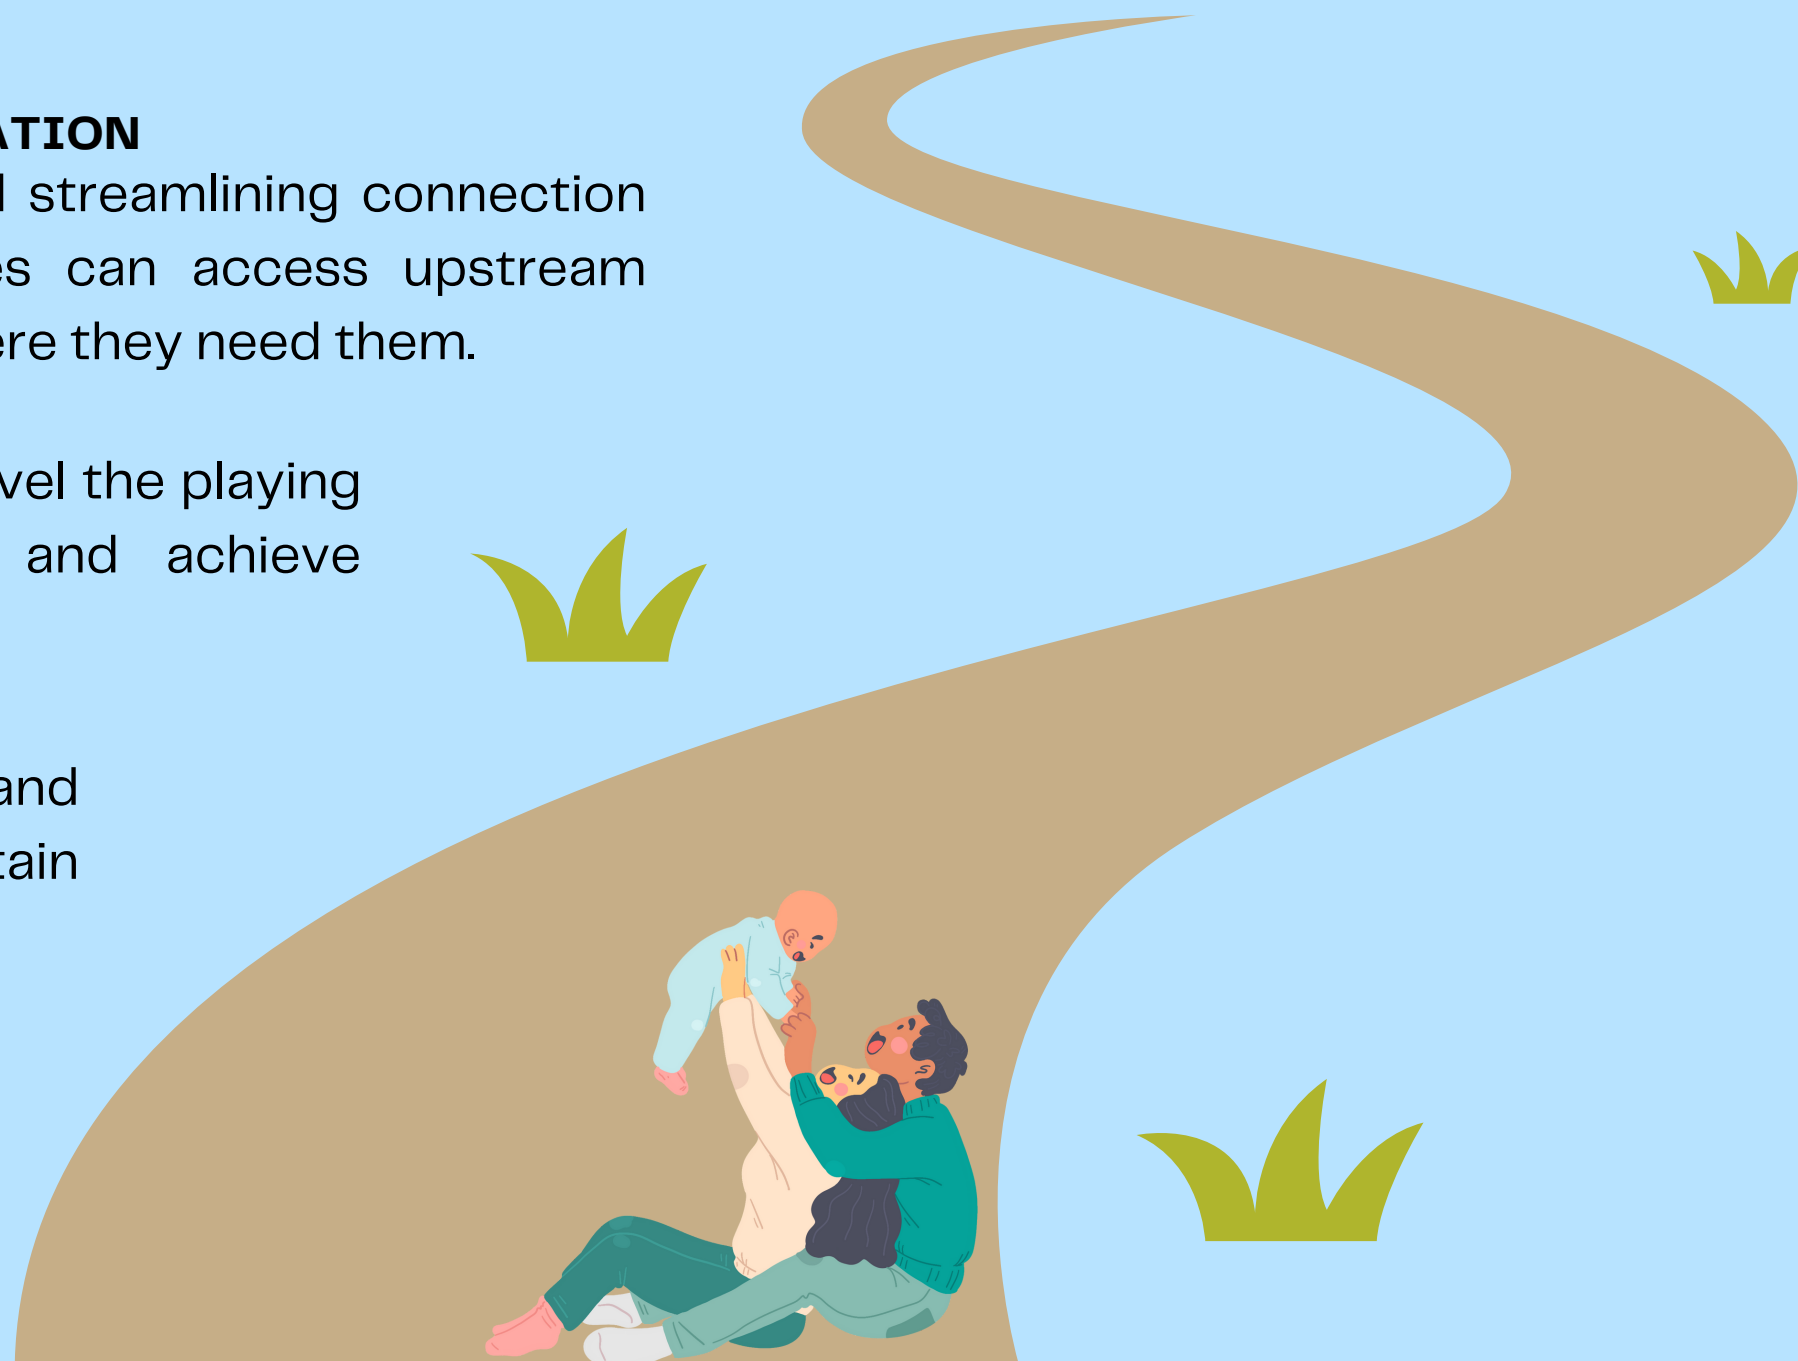 ATION
streamlining connection
es can access upstream
ere they need them.
vel the playing
and achieve
and
tain